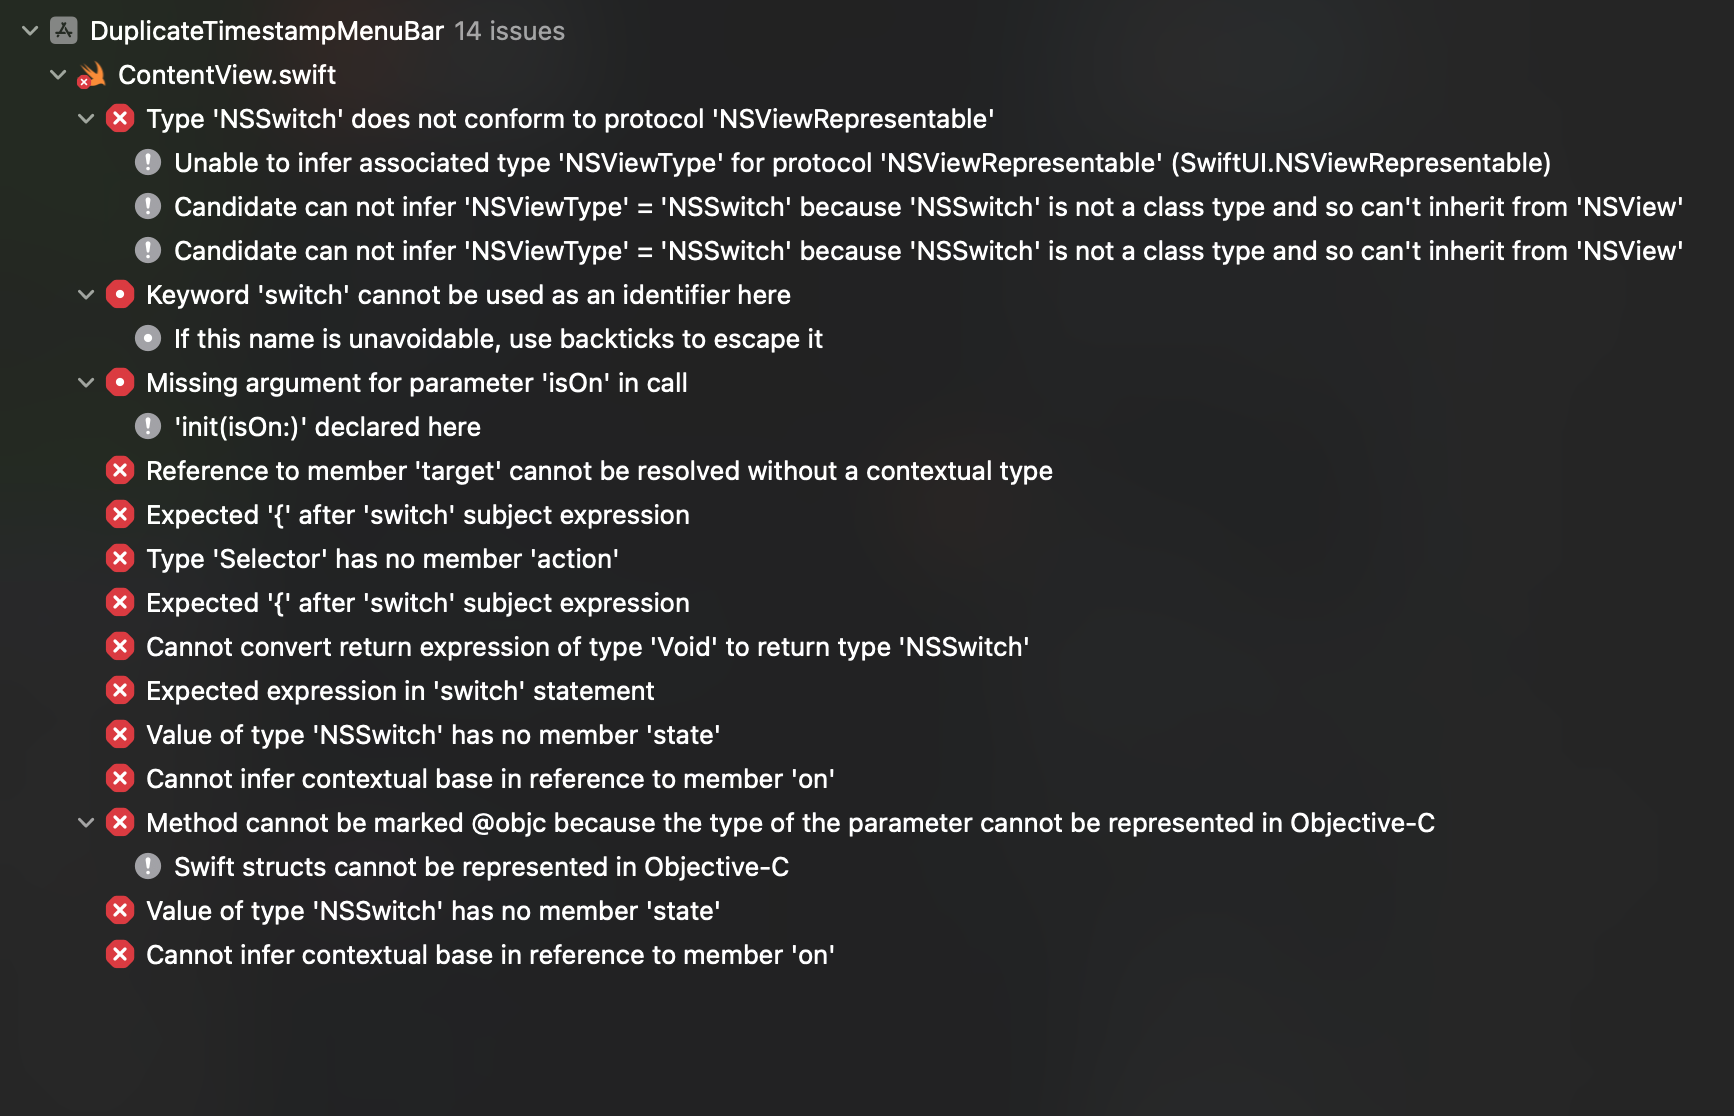 DuplicateTimestampMenuBar 14 issues
ContentView.swift
Type 'NSSwitch' does not conform to protocol 'NSViewRepresentable'
Unable to infer associated type 'NSViewType' for protocol 'NSViewRepresentable' (SwiftUI.NSViewRepresentable)
Candidate can not infer 'NSViewType' = 'NSSwitch' because 'NSSwitch' is not a class type and so can't inherit from 'NSView'
Candidate can not infer 'NSViewType' = 'NSSwitch' because 'NSSwitch' is not a class type and so can't inherit from 'NSView'
Keyword 'switch' cannot be used as an identifier here
If this name is unavoidable, use backticks to escape it
Missing argument for parameter 'isOn' in call
'init(isOn:)' declared here
Reference to member 'target' cannot be resolved without a contextual type
Expected '{' after 'switch' subject expression
Type 'Selector' has no member 'action'
Expected '{' after 'switch' subject expression
Cannot convert return expression of type 'Void' to return type 'NSSwitch'
Expected expression in 'switch' statement
Value of type 'NSSwitch' has no member 'state'
Cannot infer contextual base in reference to member 'on'
Method cannot be marked @objc because the type of the parameter cannot be represented in Objective-C
Swift structs cannot be represented in Objective-C
Value of type 'NSSwitch' has no member 'state'
Cannot infer contextual base in reference to member 'on'